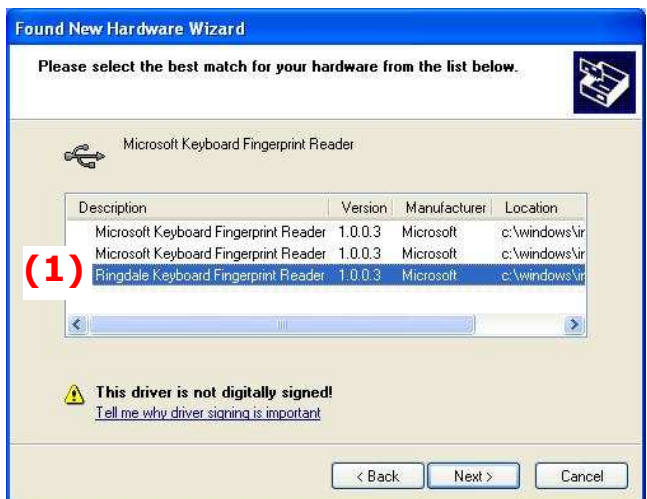 Found New Hardware Wizard
Please select the best match for your hardware from the list below.
Microsoft Keyboard Fingerprint Reader
Description Version Manufacturer Location
Microsoft Keyboard Fingerprint Reader 1.0.0.3 Microsoft c:\windows\ir
Microsoft Keyboard Fingerprint Reader 1.0.0.3 Microsoft c:\windows\ir
(1) Ringdale Keyboard Fingerprint Reader 1.0.0.3 Microsoft c:\windows\ir
This driver is not digitally signed!
Tell me why driver signing is important
< Back Next > Cancel